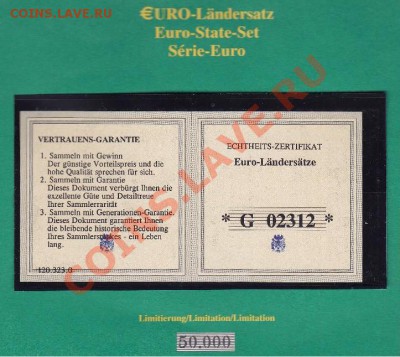 COINS.ЛАВЕ.RU
€URO-Ländersatz
Euro-State-Set
Série-Euro
VERTRAUENS-GARANTIE
1. Sammeln mit Gewinn
Der günstige Vorteilspreis und die
hohe Qualität sprechen für sich.
2. Sammeln mit Garantie
Dieses Dokument verbürgt Ihnen die
exzellente Güte und Detailtreue
Ihrer Sammlerrarität
3. Sammeln mit Generationen-Garantie.
Dieses Dokument garantiert Ihnen
die bleibende historische Bedeutung
Ihres Sammlerstückes - ein Leben
lang.
120.323.0
ECHTHEITS-ZERTIFIKAT
Euro-Ländersätze
* G 02312 *
Limitierung/Limitation/Limitation
50.000